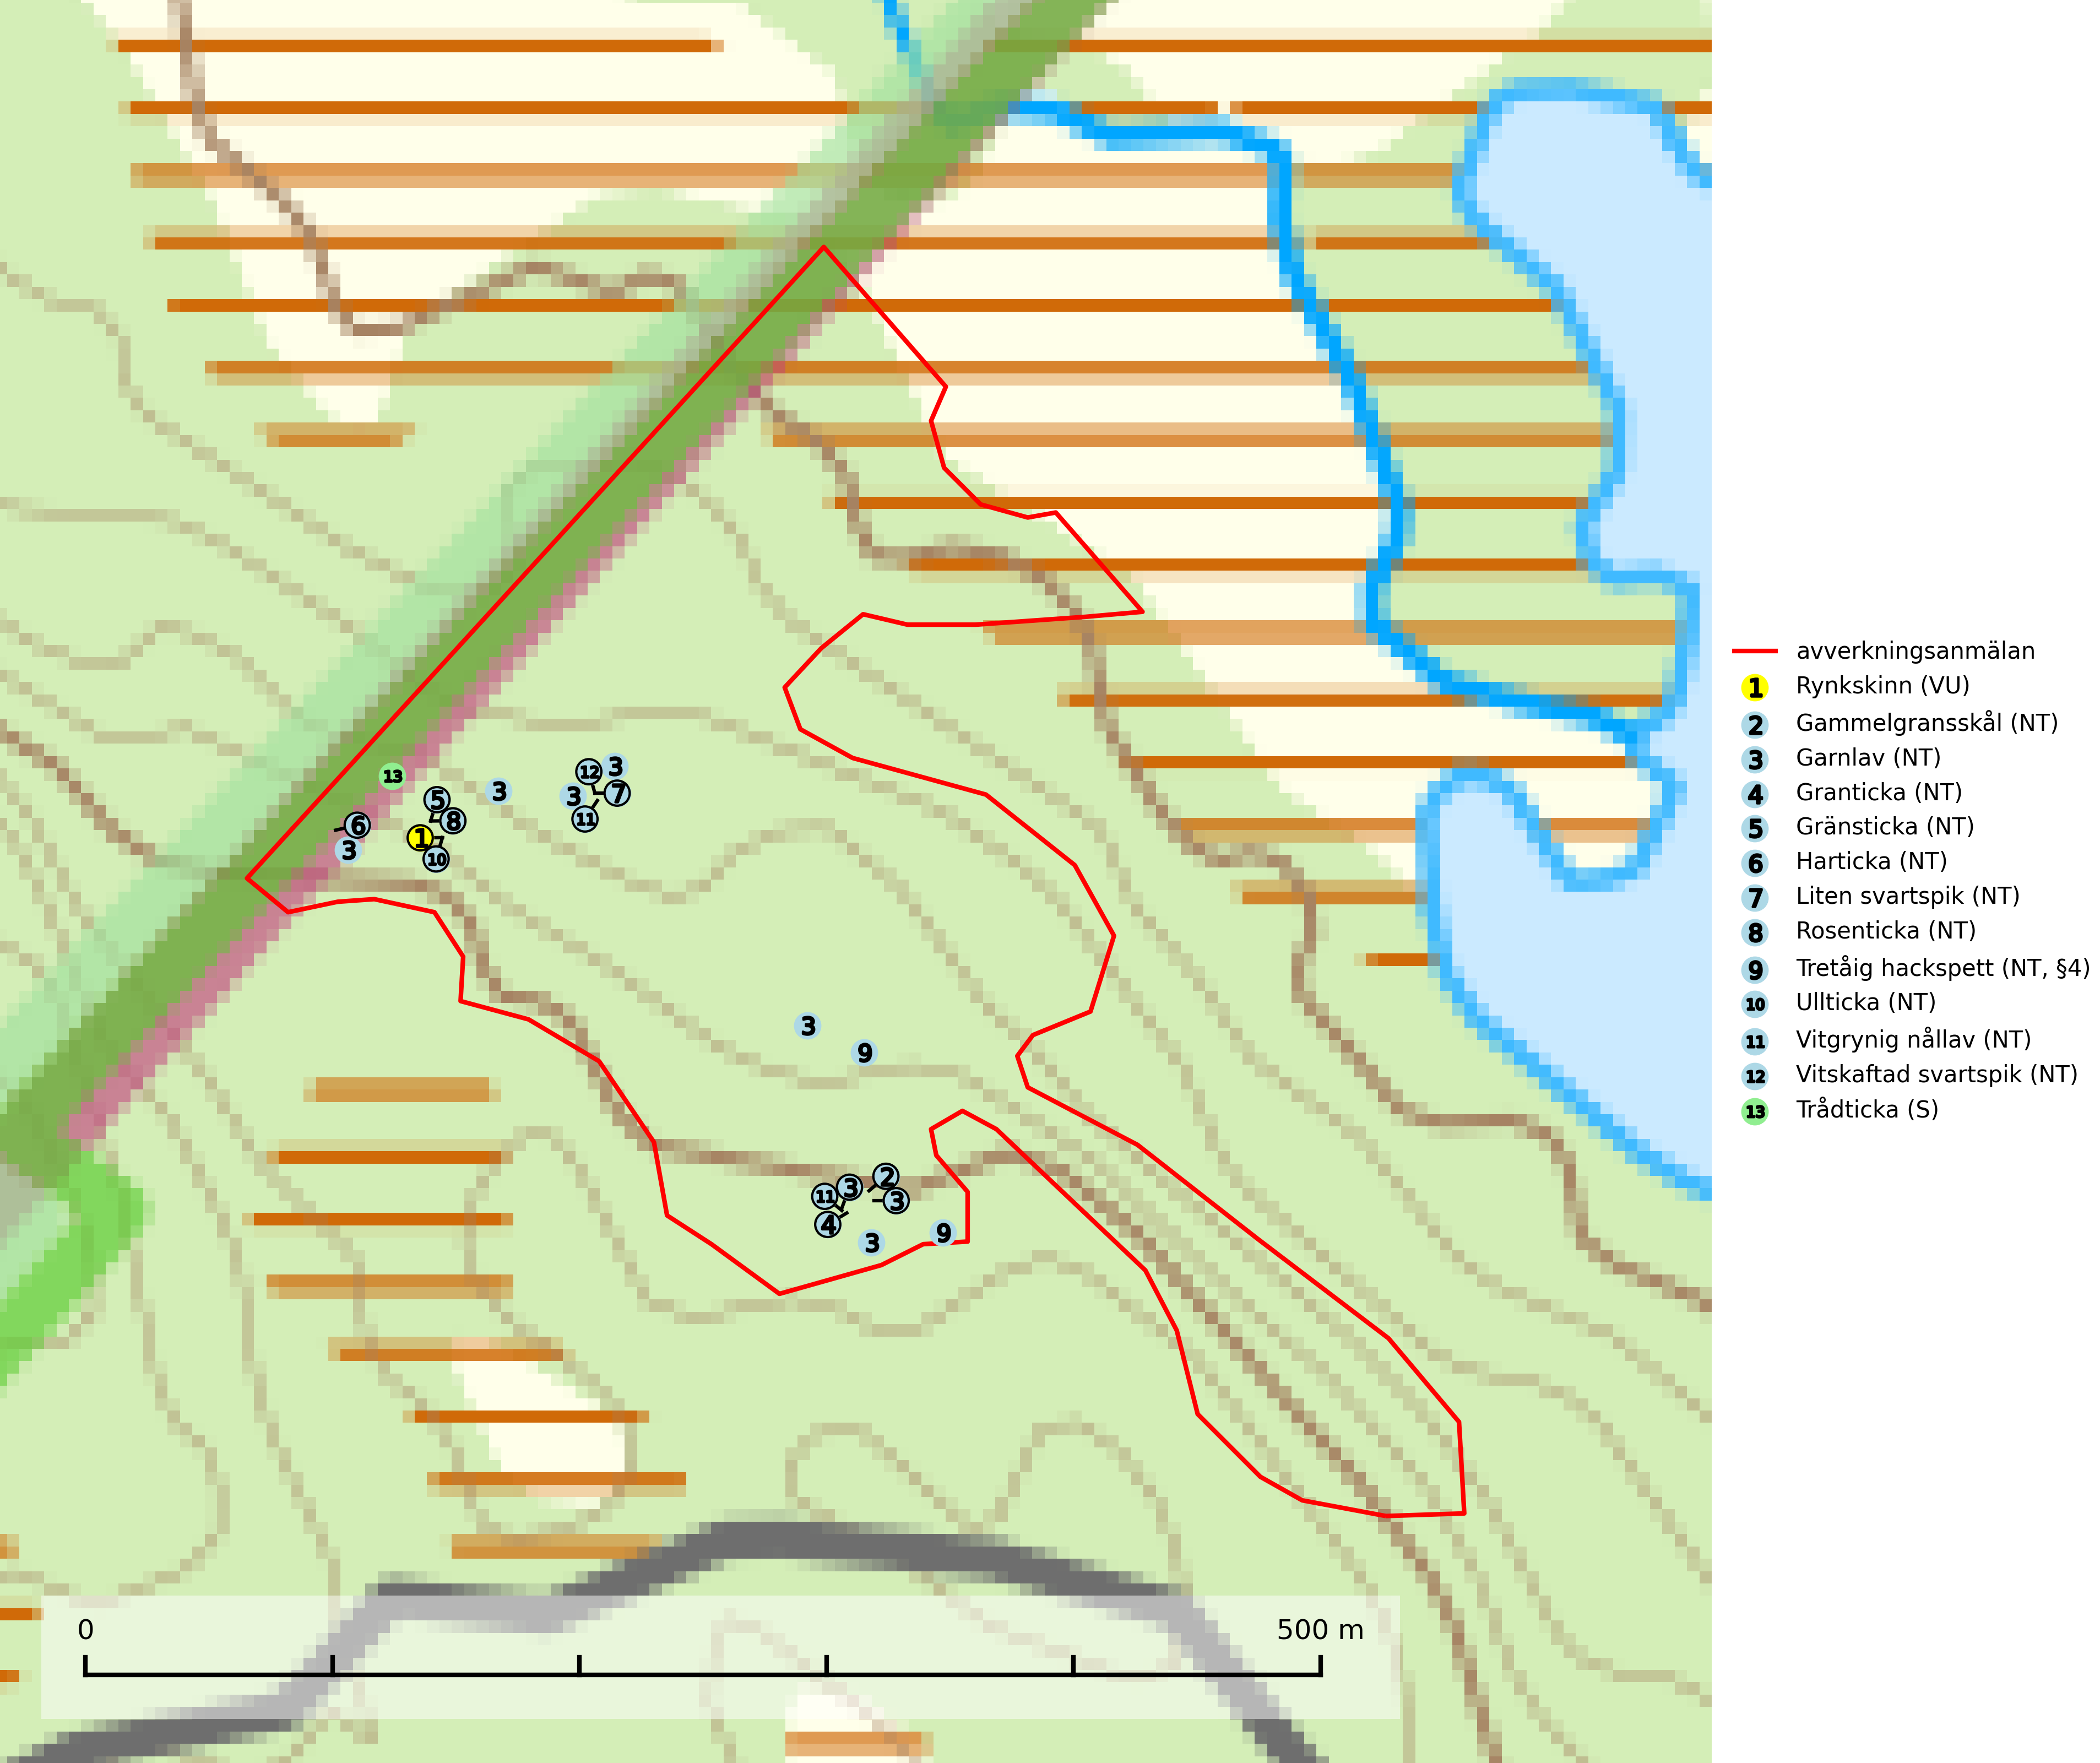 avverkningsanmälan
1 Rynkskinn (VU)
2 Gammelgransskål (NT)
3 Garnlav (NT)
4 Granticka (NT)
5 Gränsticka (NT)
6 Harticka (NT)
7 Liten svartspik (NT)
8 Rosenticka (NT)
9 Tretåig hackspett (NT, §4)
10 Ullticka (NT)
11 Vitgrynig nållav (NT)
12 Vitskaftad svartspik (NT)
13 Trådticka (S)
12 3
13
3 3 7
5
8 11
6
1
3
10
3
9
2
3
11 3
4
9
3
0 500 m